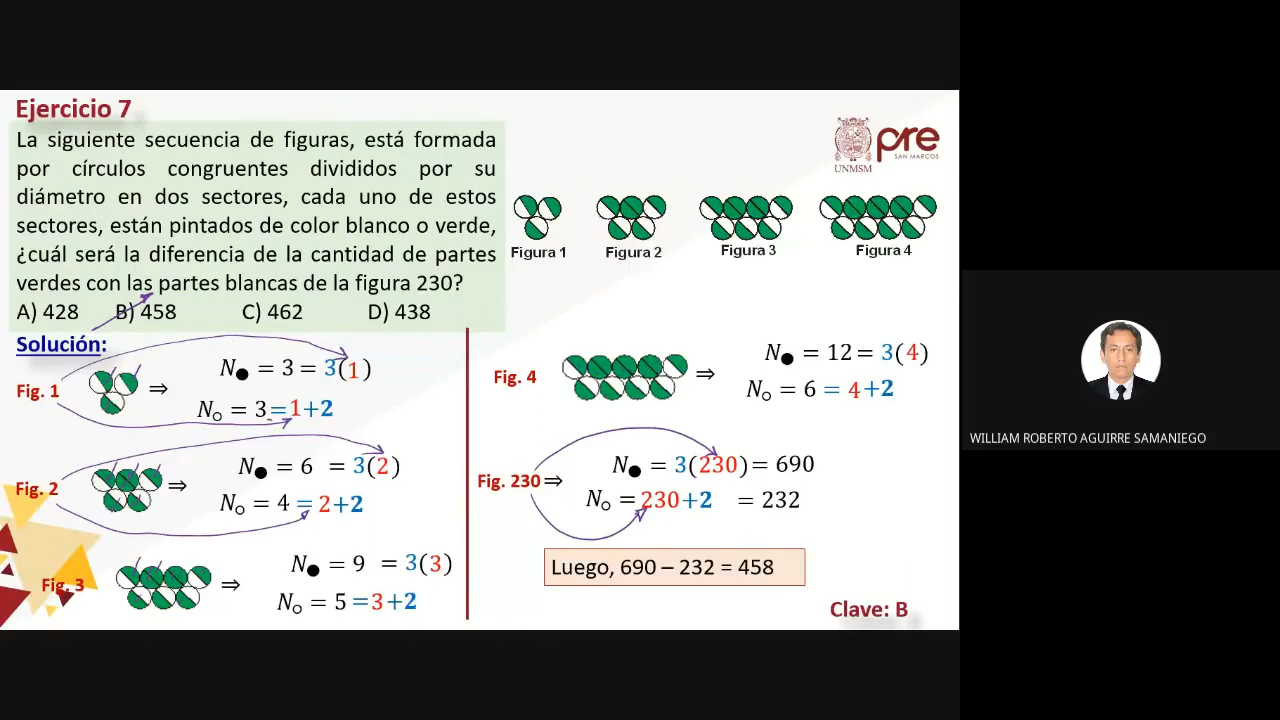 Ejercicio 7
La siguiente secuencia de figuras, está formada
por círculos congruentes divididos por su
diámetro en dos sectores, cada uno de estos
sectores, están pintados de color blanco o verde,
¿cuál será la diferencia de la cantidad de partes
verdes con las partes blancas de la figura 230?
A) 428 B) 458 C) 462 D) 438
UNMSM
pre
SAN MARCOS
Figura 1 Figura 2 Figura 3 Figura 4
Solución:
Fig. 1 ⇒ N● = 3 = 3(1)
N○ = 3 = 1+2
Fig. 2 ⇒ N● = 6 = 3(2)
N○ = 4 = 2+2
Fig. 3 ⇒ N● = 9 = 3(3)
N○ = 5 = 3+2
Fig. 4 ⇒ N● = 12 = 3(4)
N○ = 6 = 4+2
Fig. 230 ⇒ N● = 3(230) = 690
N○ = 230+2 = 232
Luego, 690 – 232 = 458
Clave: B
WILLIAM ROBERTO AGUIRRE SAMANIEGO